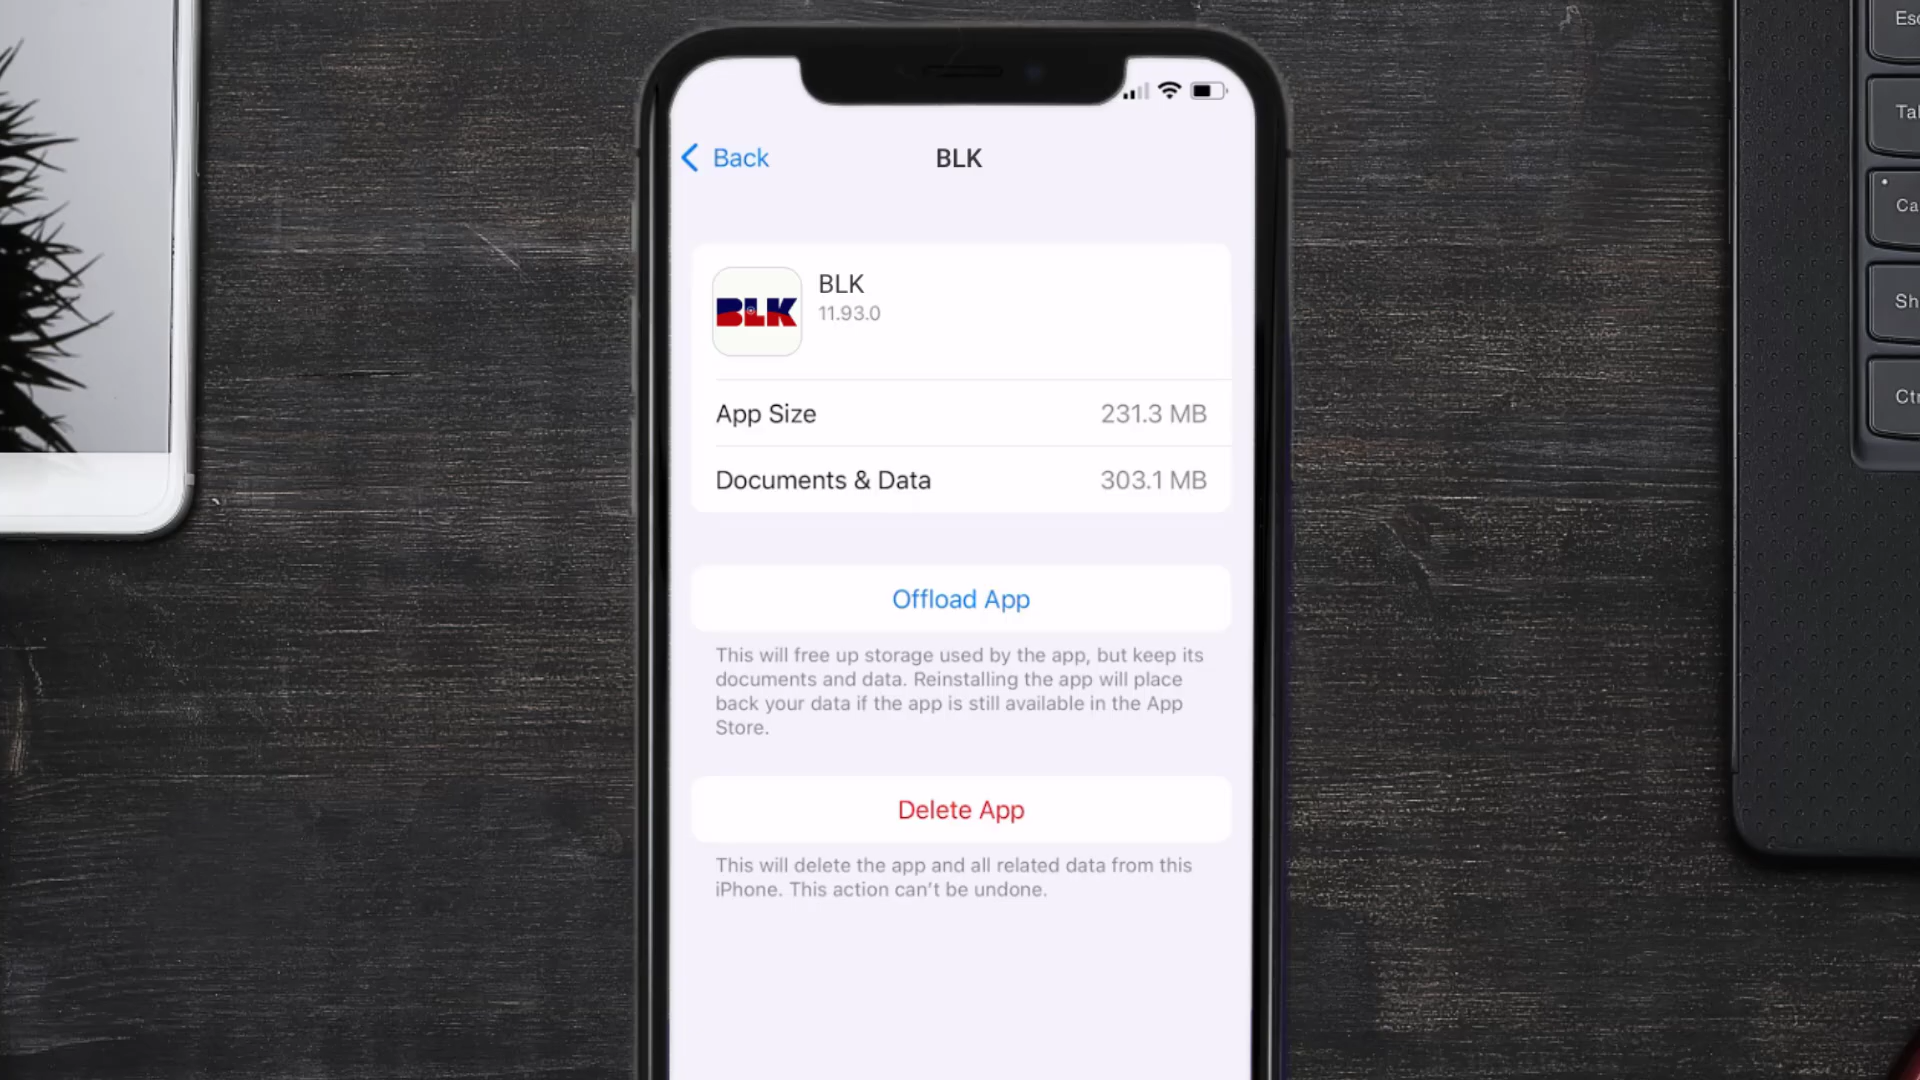 Back
BLK
BLK
BLK
11.93.0
App Size 231.3 MB
Documents & Data 303.1 MB
Offload App
This will free up storage used by the app, but keep its
documents and data. Reinstalling the app will place
back your data if the app is still available in the App
Store.
Delete App
This will delete the app and all related data from this
iPhone. This action can't be undone.
Esc
Ta
Ca
Sh
Ctr